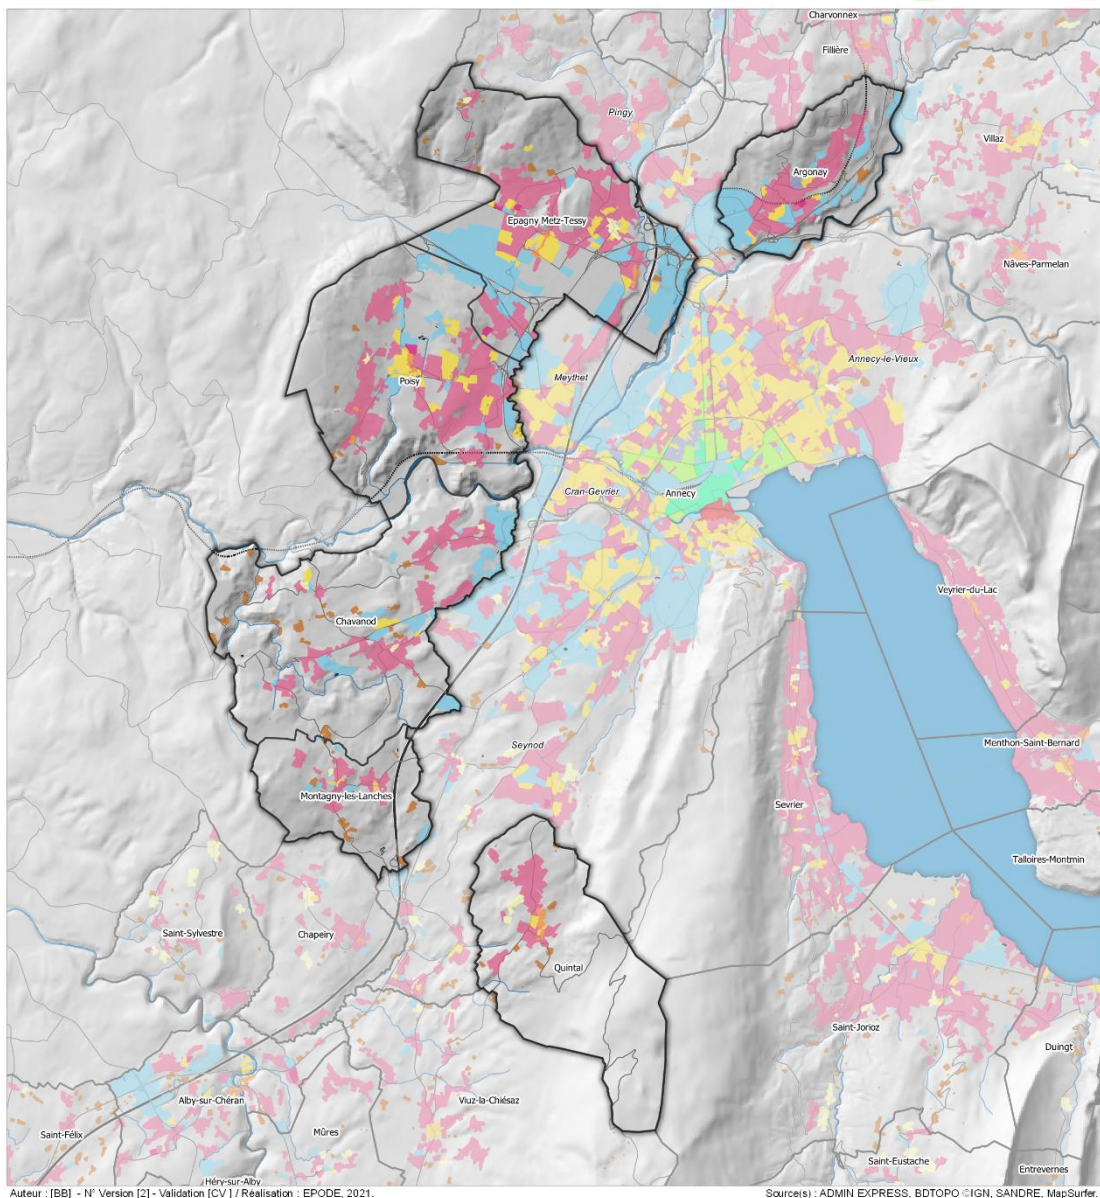 Charvonnex
Fillière
Pingy
Villaz
Argonay
Epagny Metz-Tessy
Nâves-Parmelan
Annecy-le-Vieux
Meythet
Poisy
Cran-Gevrier
Annecy
Veyrier-du-Lac
Chavanod
Menthon-Saint-Bernard
Seynod
Montagny-les-Lanches
Sevrier
Talloires-Montmin
Saint-Sylvestre
Chapeiry
Quintal
Saint-Jorioz
Duingt
Alby-sur-Chéran
Viuz-la-Chiésaz
Saint-Félix
Mûres
Saint-Eustache
Entrevernes
Héry-sur-Alby
Auteur : [BB] - N° Version [2] - Validation [CV ] / Réalisation : EPODE, 2021.
Source(s) : ADMIN EXPRESS, BDTOPO ©IGN, SANDRE, MapSurfer.